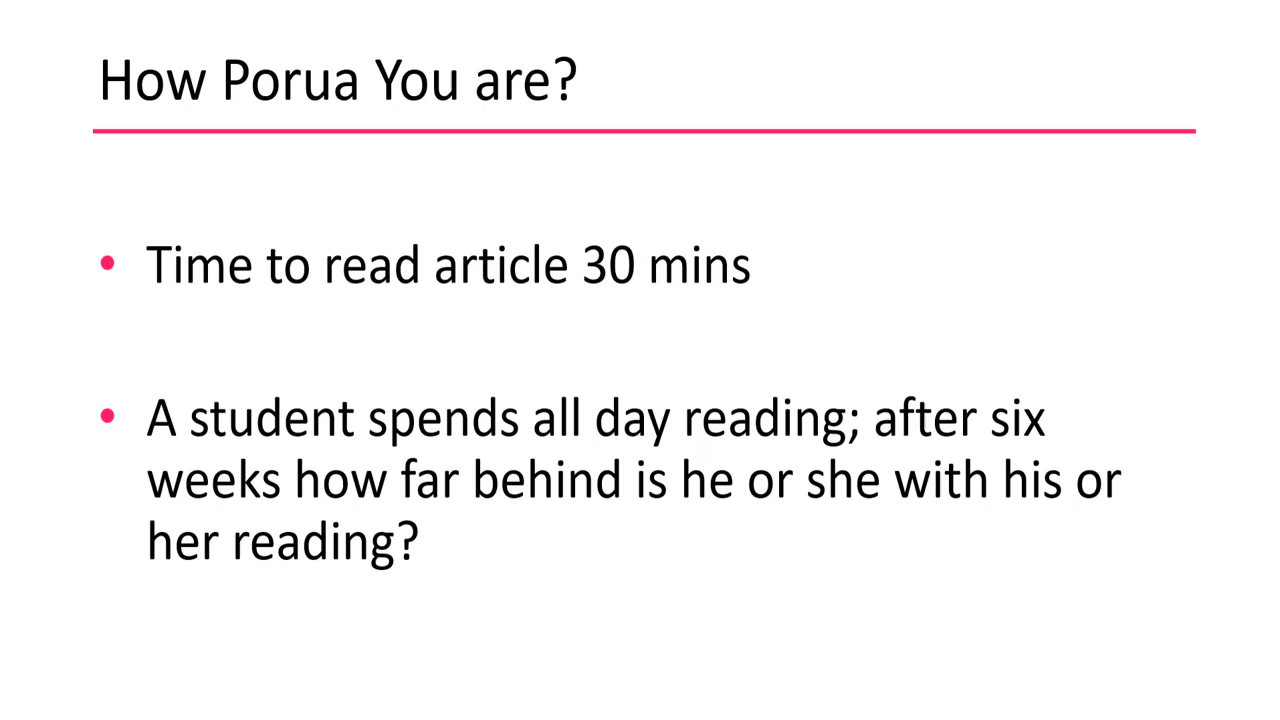 How Porua You are?
• Time to read article 30 mins
• A student spends all day reading; after six
weeks how far behind is he or she with his or
her reading?